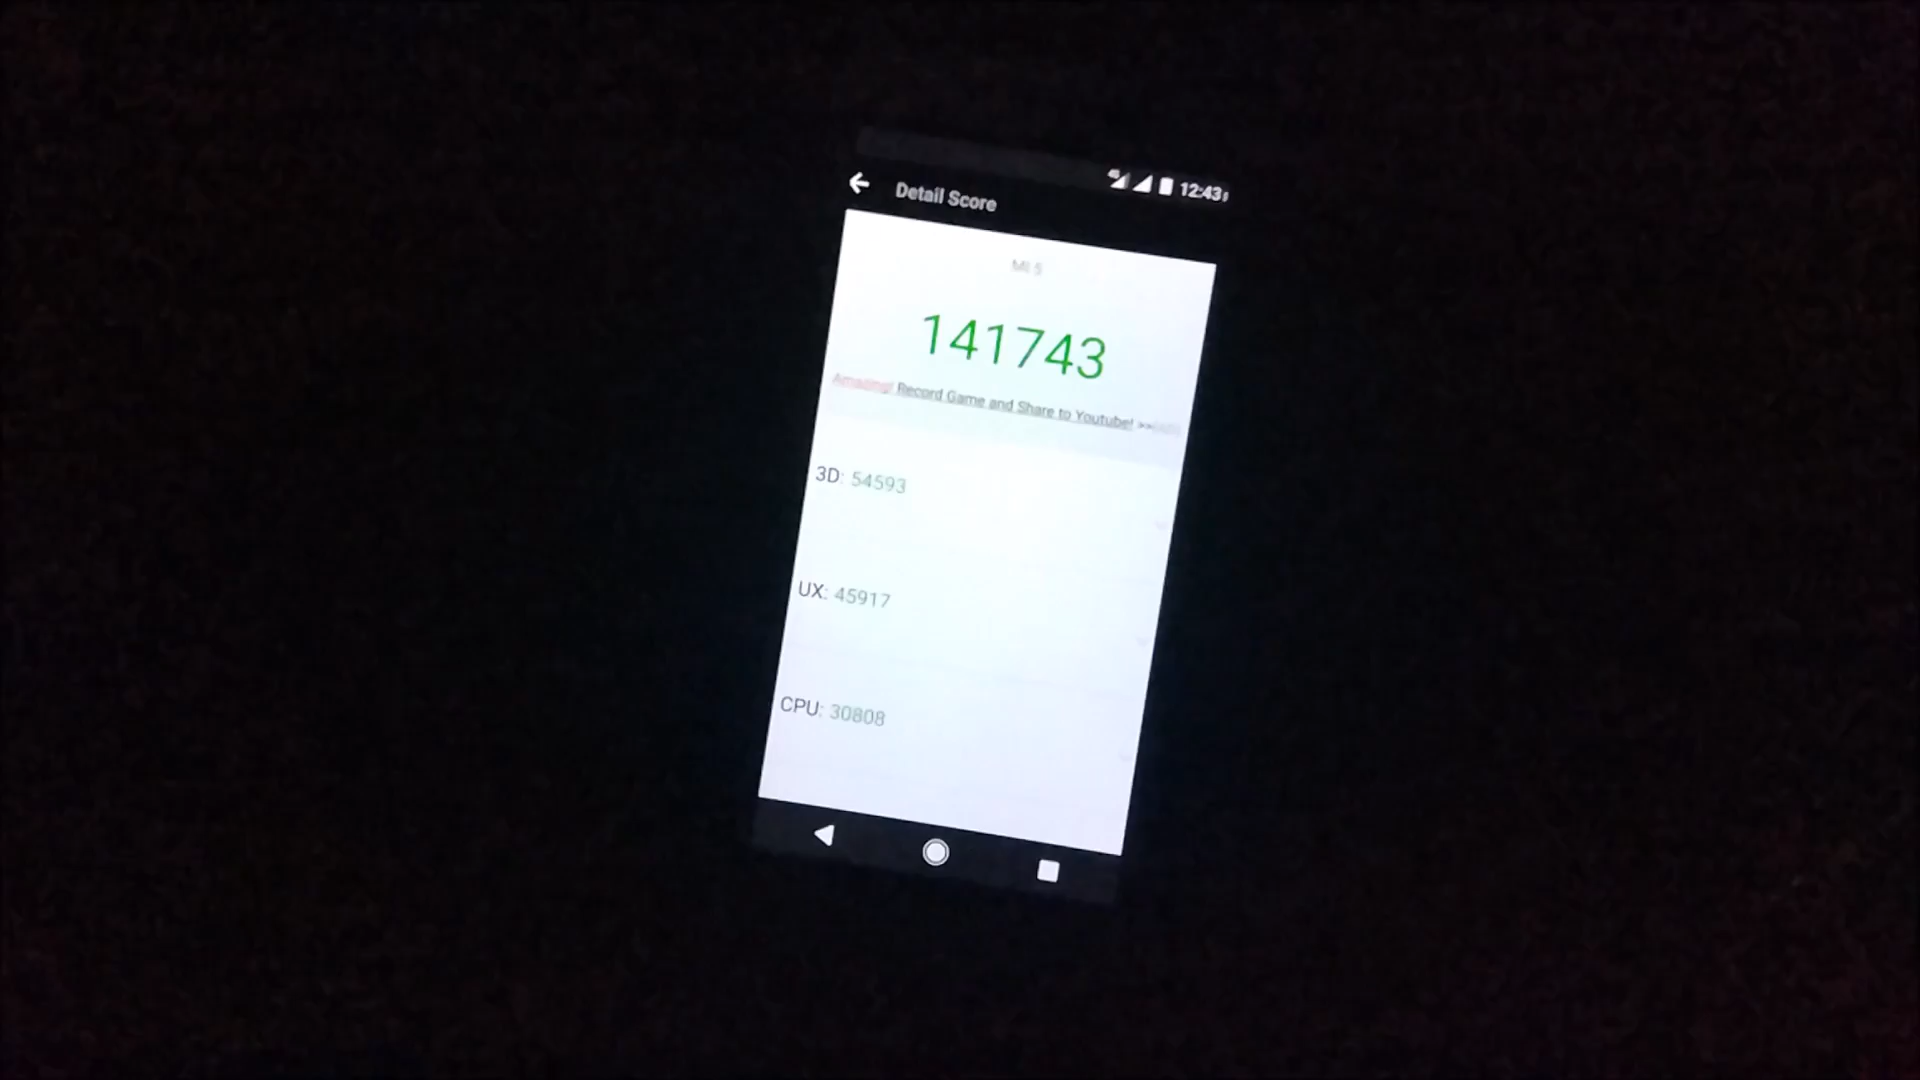 12:43
Detail Score
MI 5
141743
Amazing! Record Game and Share to Youtube! >>
3D: 54593
UX: 45917
CPU: 30808